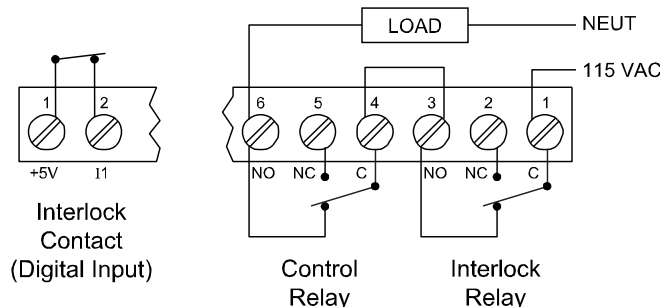 LOAD
NEUT
115 VAC
1 2
6 5 4 3 2 1
+5V I1
NO NC C NO NC C
Interlock
Contact
(Digital Input)
Control
Relay
Interlock
Relay